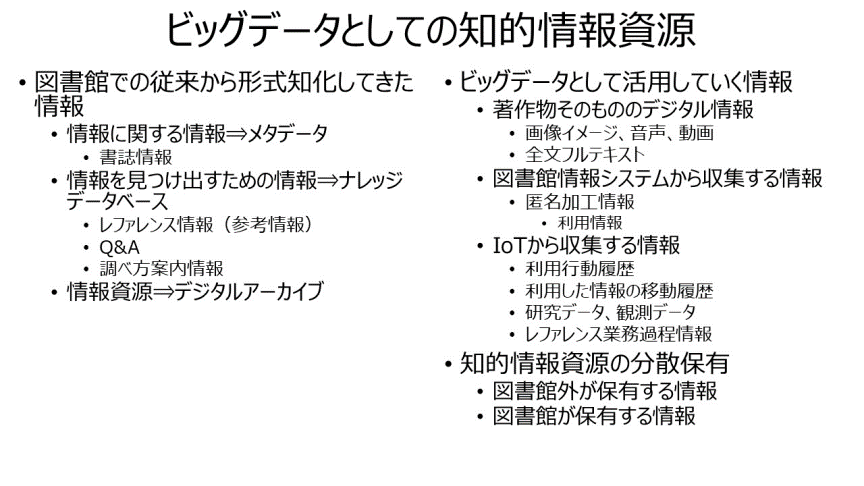 ビッグデータとしての知的情報資源
• 図書館での従来から形式知化してきた
情報
• 情報に関する情報⇒メタデータ
• 書誌情報
• 情報を見つけ出すための情報⇒ナレッジ
データベース
• レファレンス情報（参考情報）
• Q&A
• 調べ方案内情報
• 情報資源⇒デジタルアーカイブ
• ビッグデータとして活用していく情報
• 著作物そのもののデジタル情報
• 画像イメージ、音声、動画
• 全文フルテキスト
• 図書館情報システムから収集する情報
• 匿名加工情報
• 利用情報
• IoTから収集する情報
• 利用行動履歴
• 利用した情報の移動履歴
• 研究データ、観測データ
• レファレンス業務過程情報
• 知的情報資源の分散保有
• 図書館外が保有する情報
• 図書館が保有する情報